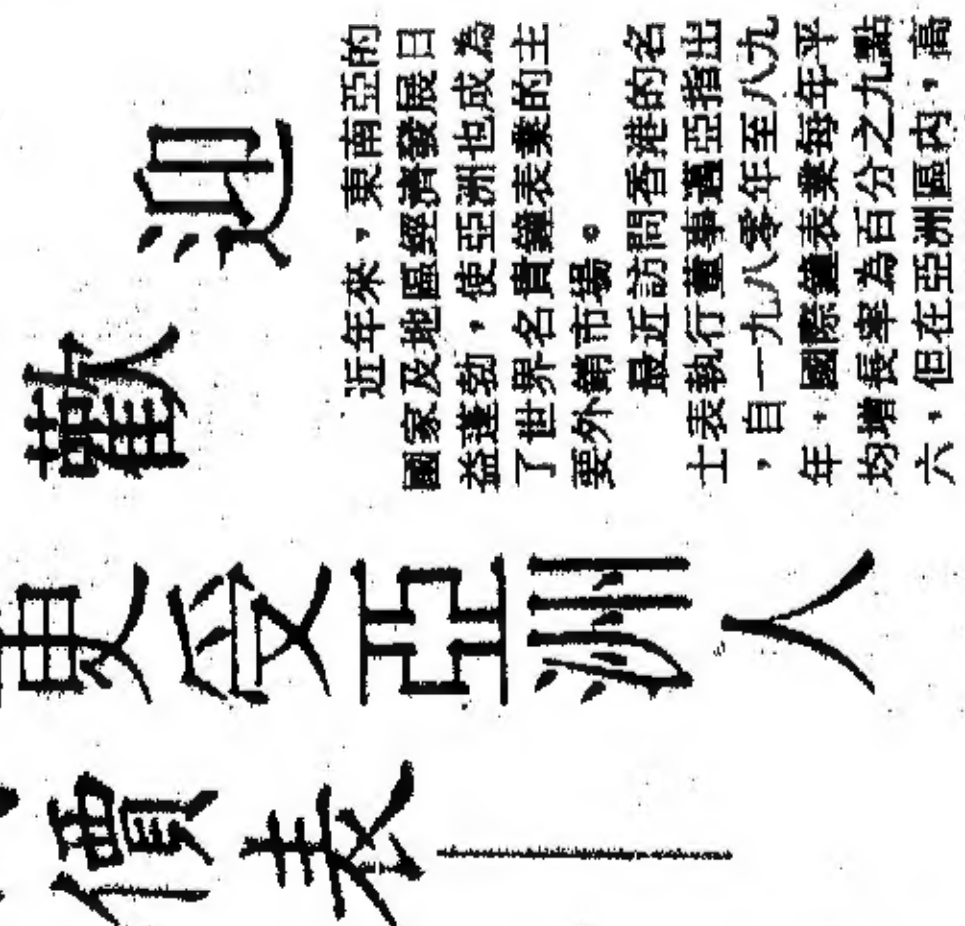 價表——
更受亞洲人
歡迎
近年來，東南亞的
國家及地區經濟發展日
益蓬勃，使亞洲也成為
了世界名貴鐘表業的主
要外銷市場。
最近訪問香港的名
士表執行董事邁亞指出
，自一九八零年至八九
年，國際鐘表業每年平
均增長率為百分之九點
六，但在亞洲區內，高